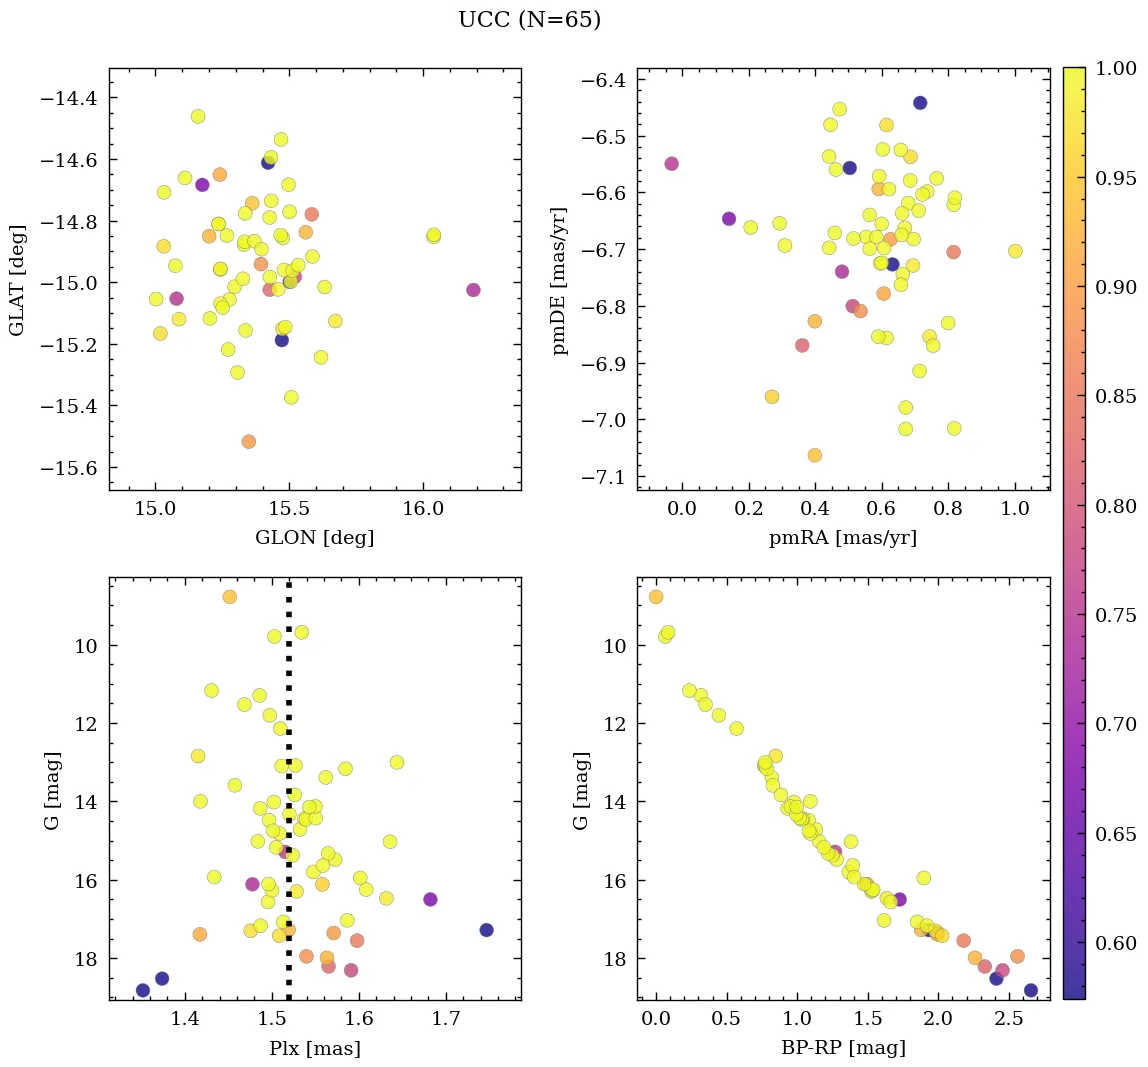 UCC (N=65)
−14.4
−14.6
−14.8
−15.0
−15.2
−15.4
−15.6
GLAT [deg]
15.0 15.5 16.0
GLON [deg]
−6.4
−6.5
−6.6
−6.7
−6.8
−6.9
−7.0
−7.1
pmDE [mas/yr]
0.0 0.2 0.4 0.6 0.8 1.0
pmRA [mas/yr]
10
12
14
16
18
G [mag]
1.4 1.5 1.6 1.7
Plx [mas]
10
12
14
16
18
G [mag]
0.0 0.5 1.0 1.5 2.0 2.5
BP-RP [mag]
1.00
0.95
0.90
0.85
0.80
0.75
0.70
0.65
0.60